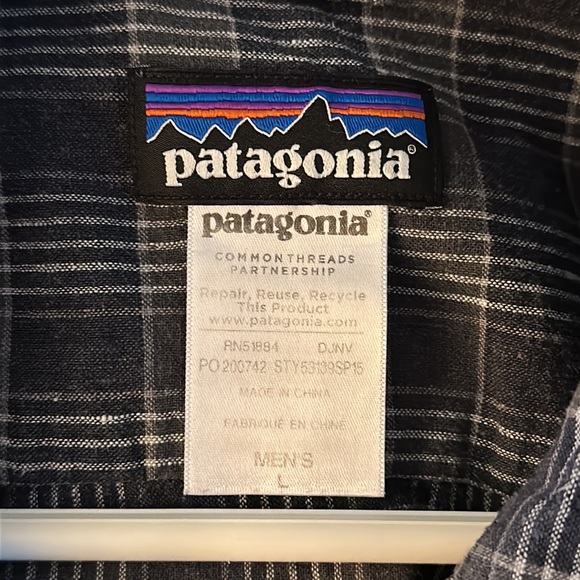 patagonia®
patagonia®
COMMON THREADS
PARTNERSHIP
Repair, Reuse, Recycle
This Product
www.patagonia.com
RN51884 DJNV
PO 200742 STY53139SP15
MADE IN CHINA
FABRIQUÉ EN CHINE
MEN'S
L